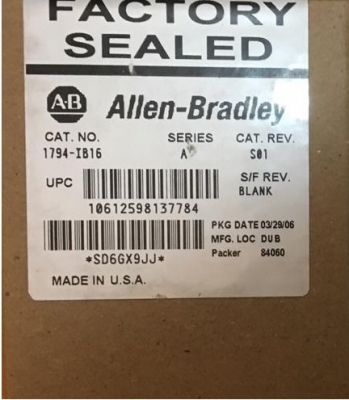 FACTORY
SEALED
A-B Allen-Bradley
CAT. NO. SERIES CAT. REV.
1794-IB16 A S01
UPC S/F REV.
BLANK
10612598137784
PKG DATE 03/29/06
MFG. LOC DUB
Packer 84060
*SD6GX9JJ*
MADE IN U.S.A.